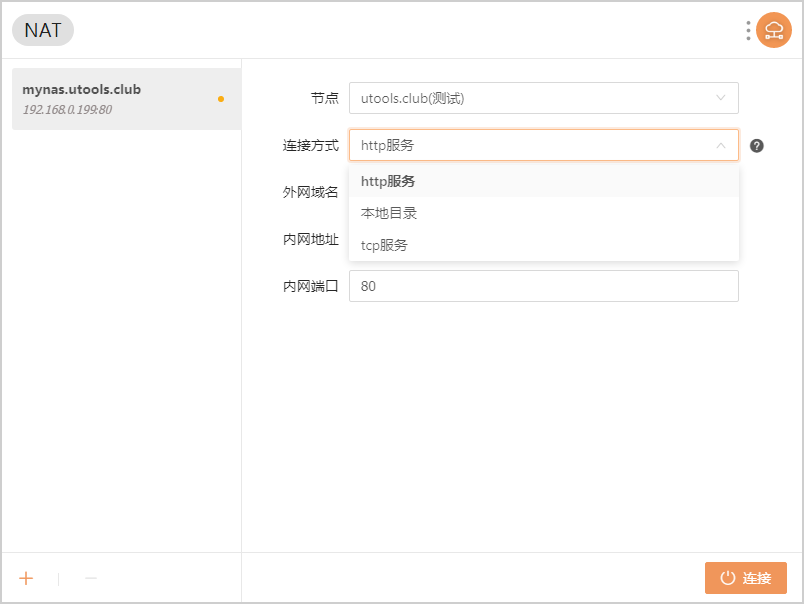 NAT
mynas.utools.club
192.168.0.199:80
节点
utools.club(测试)
连接方式
http服务
?
http服务
本地目录
tcp服务
外网域名
内网地址
内网端口
80
连接